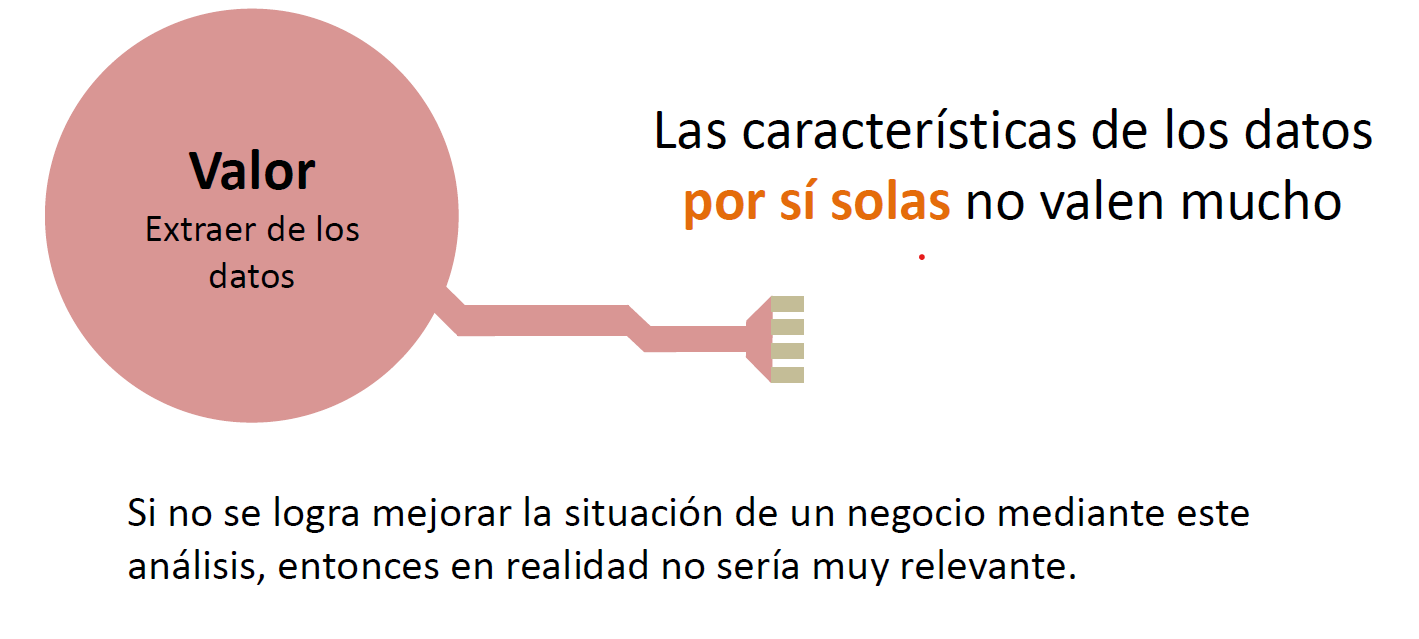 Valor
Extraer de los
datos
Las características de los datos
por sí solas no valen mucho
Si no se logra mejorar la situación de un negocio mediante este
análisis, entonces en realidad no sería muy relevante.